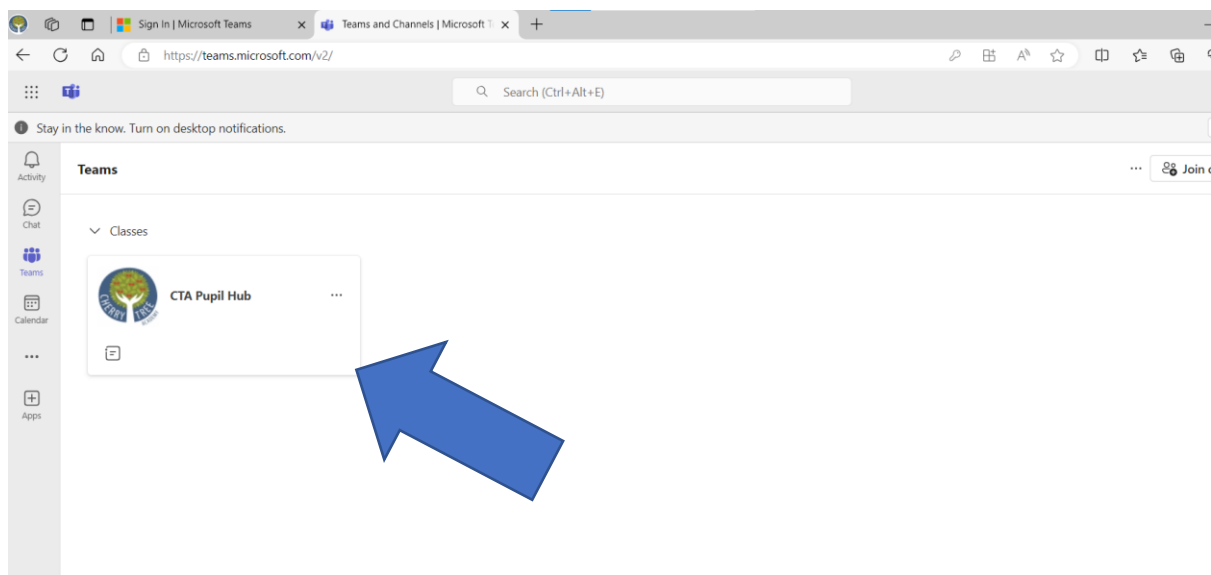 Sign In | Microsoft Teams
Teams and Channels | Microsoft T
https://teams.microsoft.com/v2/
Search (Ctrl+Alt+E)
Stay in the know. Turn on desktop notifications.
Activity
Teams
Join
Chat
Classes
Teams
CHERRY TREE
ACADEMY
CTA Pupil Hub
Calendar
Apps